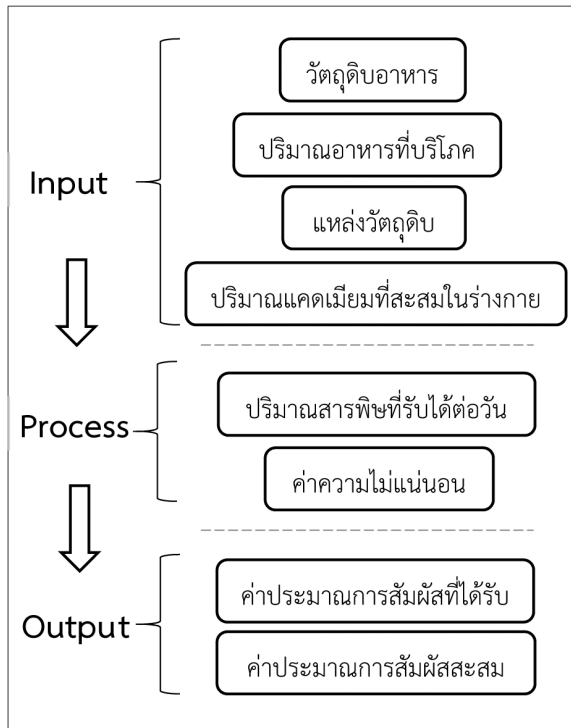 Input
วัตถุดิบอาหาร
ปริมาณอาหารที่บริโภค
แหล่งวัตถุดิบ
ปริมาณแคดเมียมที่สะสมในร่างกาย
Process
ปริมาณสารพิษที่รับได้ต่อวัน
ค่าความไม่แน่นอน
Output
ค่าประมาณการสัมผัสที่ได้รับ
ค่าประมาณการสัมผัสสะสม